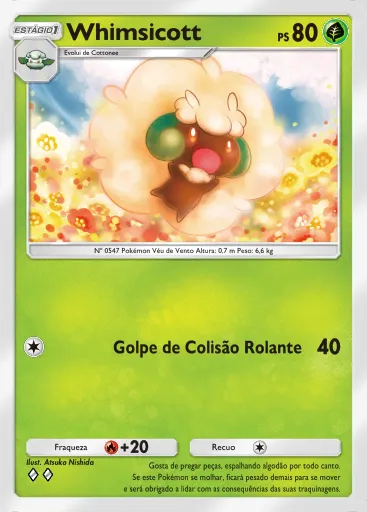 ESTÁGIO 1
Whimsicott
PS 80
Evolui de Cottonee
Nº 0547 Pokémon Véu de Vento Altura: 0,7 m Peso: 6,6 kg
Golpe de Colisão Rolante 40
Fraqueza +20
Recuo
Ilust. Atsuko Nishida
Gosta de pregar peças, espalhando algodão por todo canto.
Se este Pokémon se molhar, ficará pesado demais para se mover
e será obrigado a lidar com as consequências das suas traquinagens.